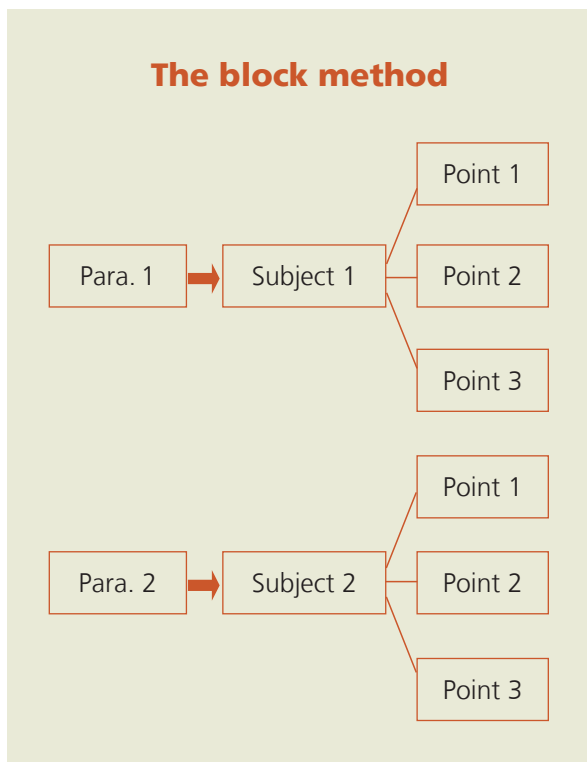 The block method
Point 1
Para. 1
Subject 1
Point 2
Point 3
Point 1
Para. 2
Subject 2
Point 2
Point 3